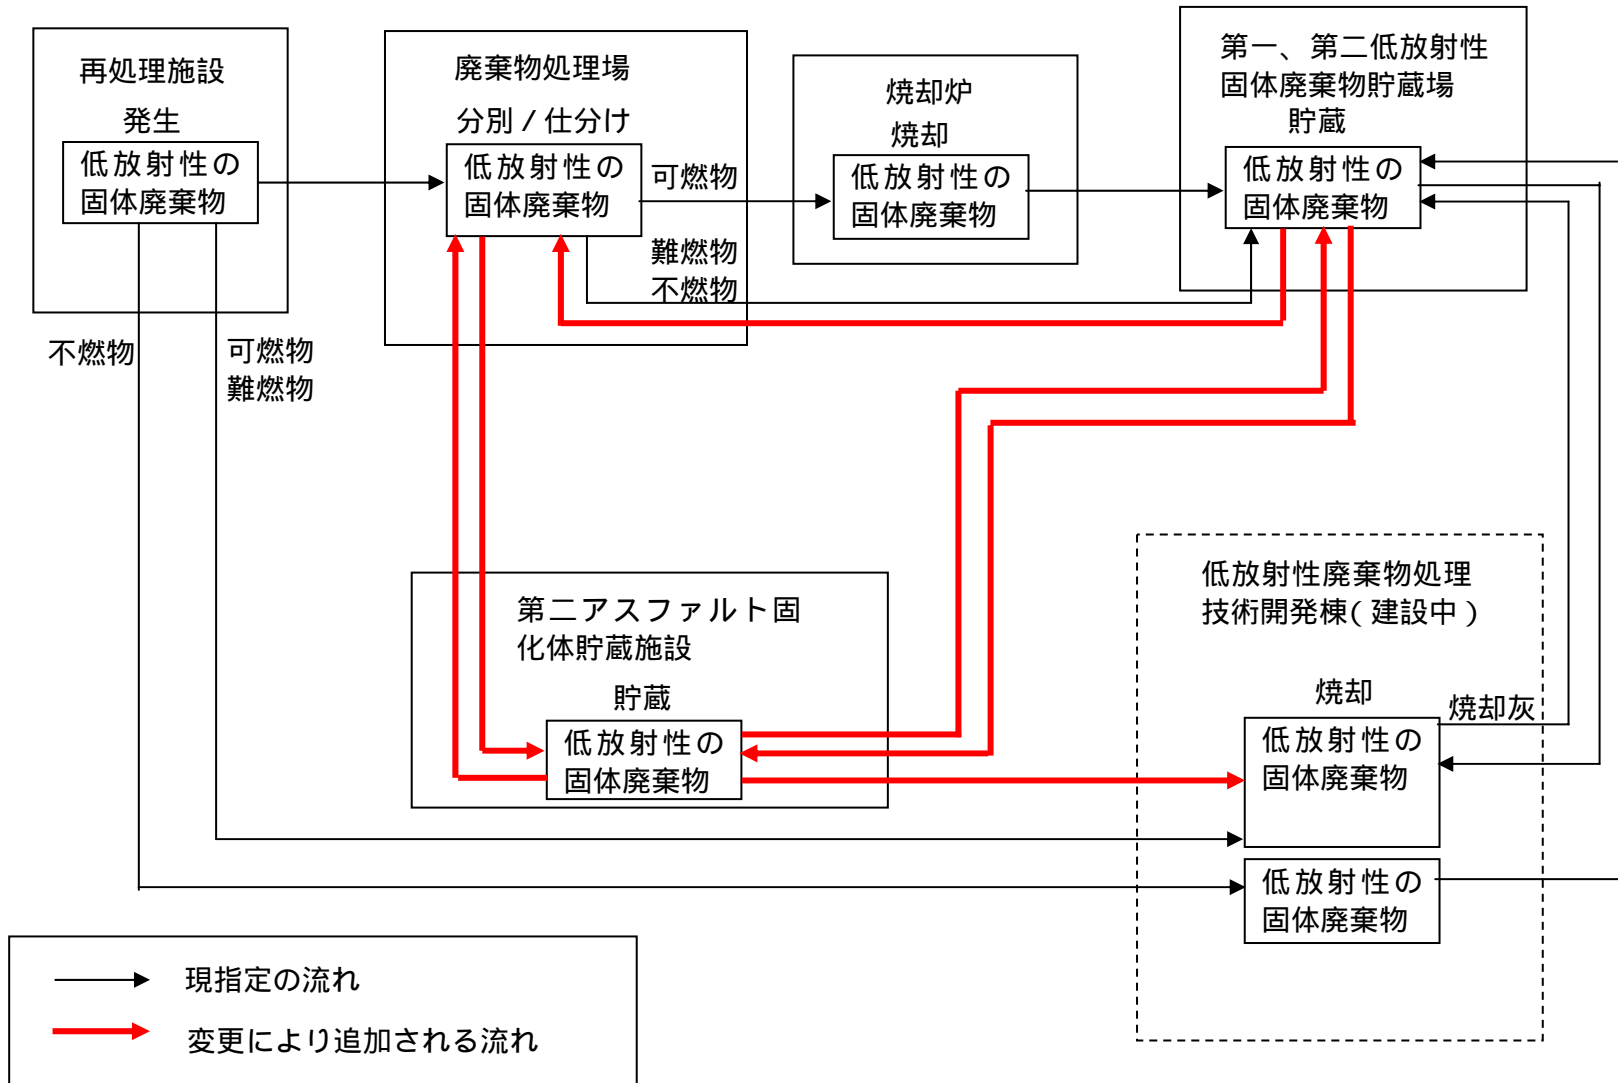 再処理施設
発生
低放射性の
固体廃棄物
廃棄物処理場
分別/仕分け
低放射性の
固体廃棄物
可燃物
難燃物
不燃物
焼却炉
焼却
低放射性の
固体廃棄物
第一、第二低放射性
固体廃棄物貯蔵場
貯蔵
低放射性の
固体廃棄物
不燃物
可燃物
難燃物
第二アスファルト固
化体貯蔵施設
貯蔵
低放射性の
固体廃棄物
低放射性廃棄物処理
技術開発棟(建設中)
焼却
焼却灰
低放射性の
固体廃棄物
低放射性の
固体廃棄物
現指定の流れ
変更により追加される流れ